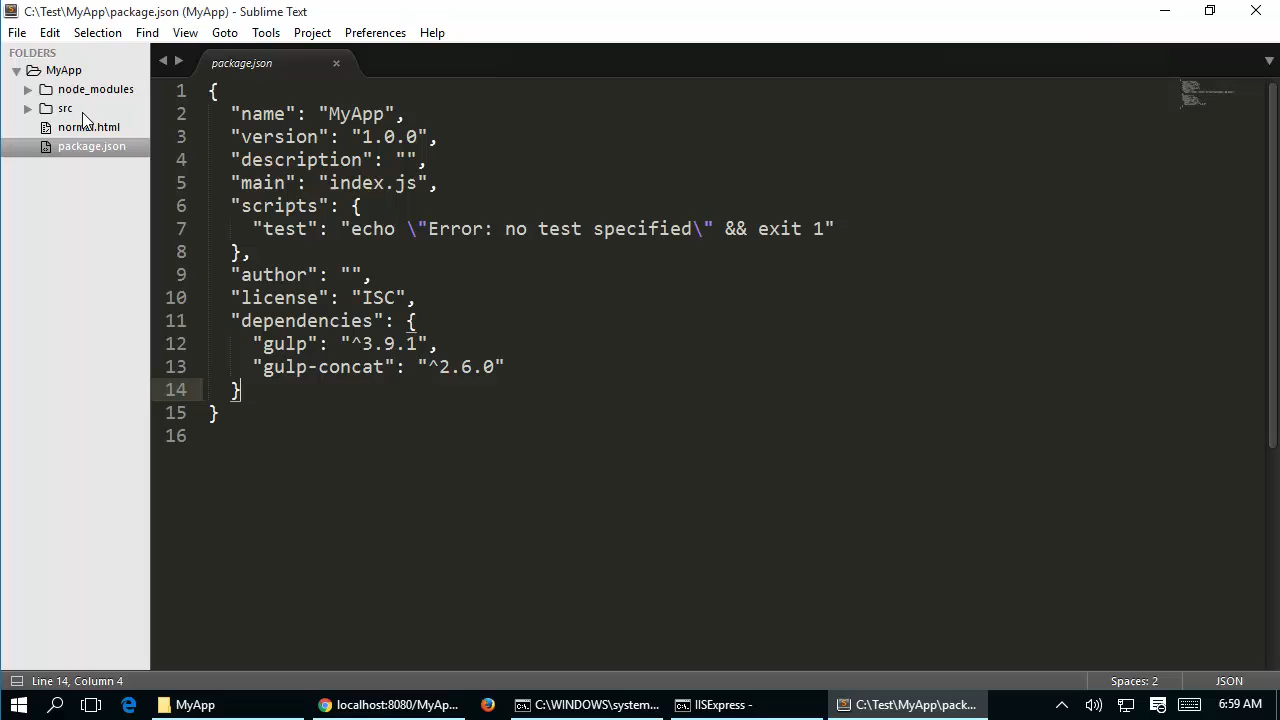 C:\Test\MyApp\package.json (MyApp) - Sublime Text
File Edit Selection Find View Goto Tools Project Preferences Help
FOLDERS
MyApp
node_modules
src
package.json
package.json
1 {
2 "name": "MyApp",
3 "version": "1.0.0",
4 "description": "",
5 "main": "index.js",
6 "scripts": {
7 "test": "echo \"Error: no test specified\" && exit 1"
8 },
9 "author": "",
10 "license": "ISC",
11 "dependencies": {
12 "gulp": "^3.9.1",
13 "gulp-concat": "^2.6.0"
14 }
15 }
16
Line 14, Column 4
Spaces: 2
JSON
MyApp
localhost:8080/MyAp...
C:\WINDOWS\system...
IISExpress -
C:\Test\MyApp\pack...
6:59 AM